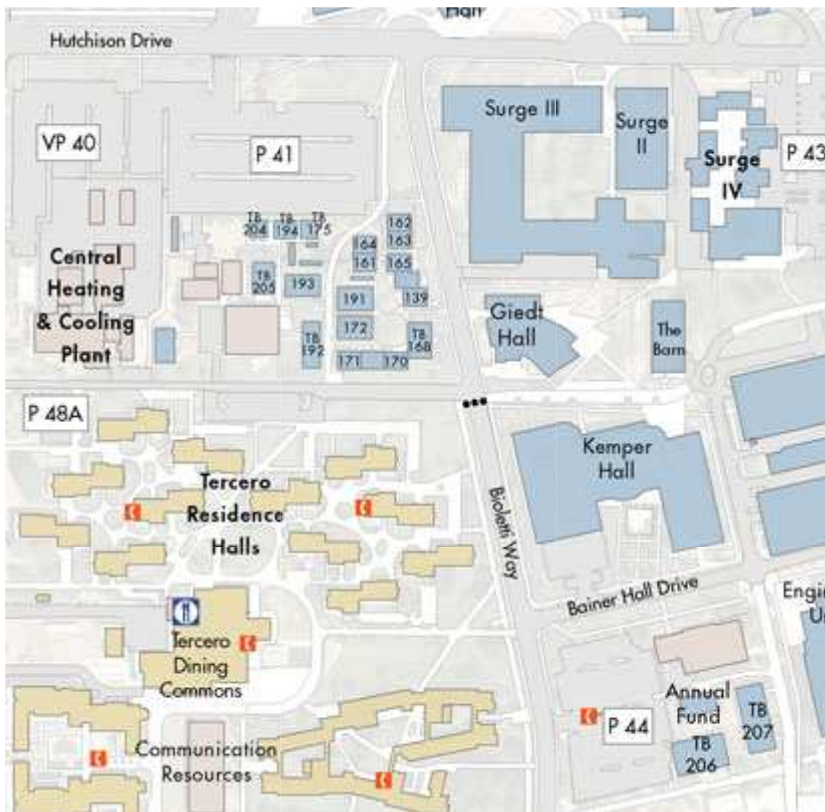 Hall
Hutchison Drive
VP 40
P 41
Surge III
Surge
II
Surge
IV
P 43
TB
204
TB
194
TB
175
162
163
164
161
165
TB
205
193
191
139
Central
Heating
& Cooling
Plant
172
TB
192
TB
168
171
170
Giedt
Hall
The
Barn
P 48A
Kemper
Hall
Tercero
Residence
Halls
Bioletti Way
Bainer Hall Drive
Tercero
Dining
Commons
Annual
Fund
P 44
TB
207
TB
206
Communication
Resources